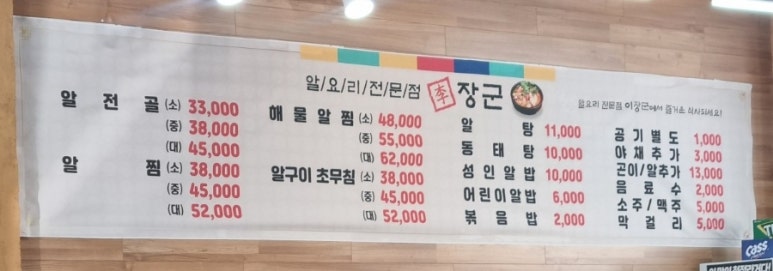 알/요/리/전/문/점 李 장군
알요리 전문점 이장군에서 즐거운 식사하세요!
알전골 (소) 33,000
(중) 38,000
(대) 45,000
알찜 (소) 38,000
(중) 45,000
(대) 52,000
해물알찜 (소) 48,000
(중) 55,000
(대) 62,000
알구이 초무침 (소) 38,000
(중) 45,000
(대) 52,000
알탕 11,000
동태탕 10,000
성인알밥 10,000
어린이알밥 6,000
볶음밥 2,000
공기별도 1,000
야채추가 3,000
곤이/알추가 13,000
음료수 2,000
소주/맥주 5,000
막걸리 5,000
Cass